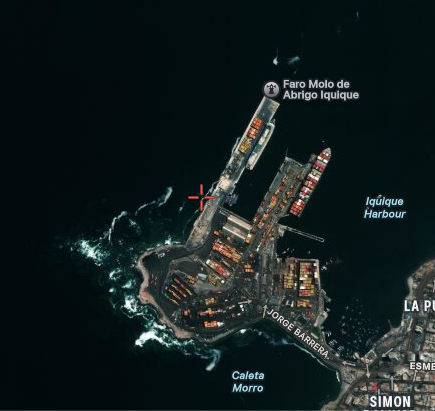 Faro Molo de
Abrigo Iquique
Iquique
Harbour
LA PU
JORGE BARRERA
ESME
Caleta
Morro
SIMON